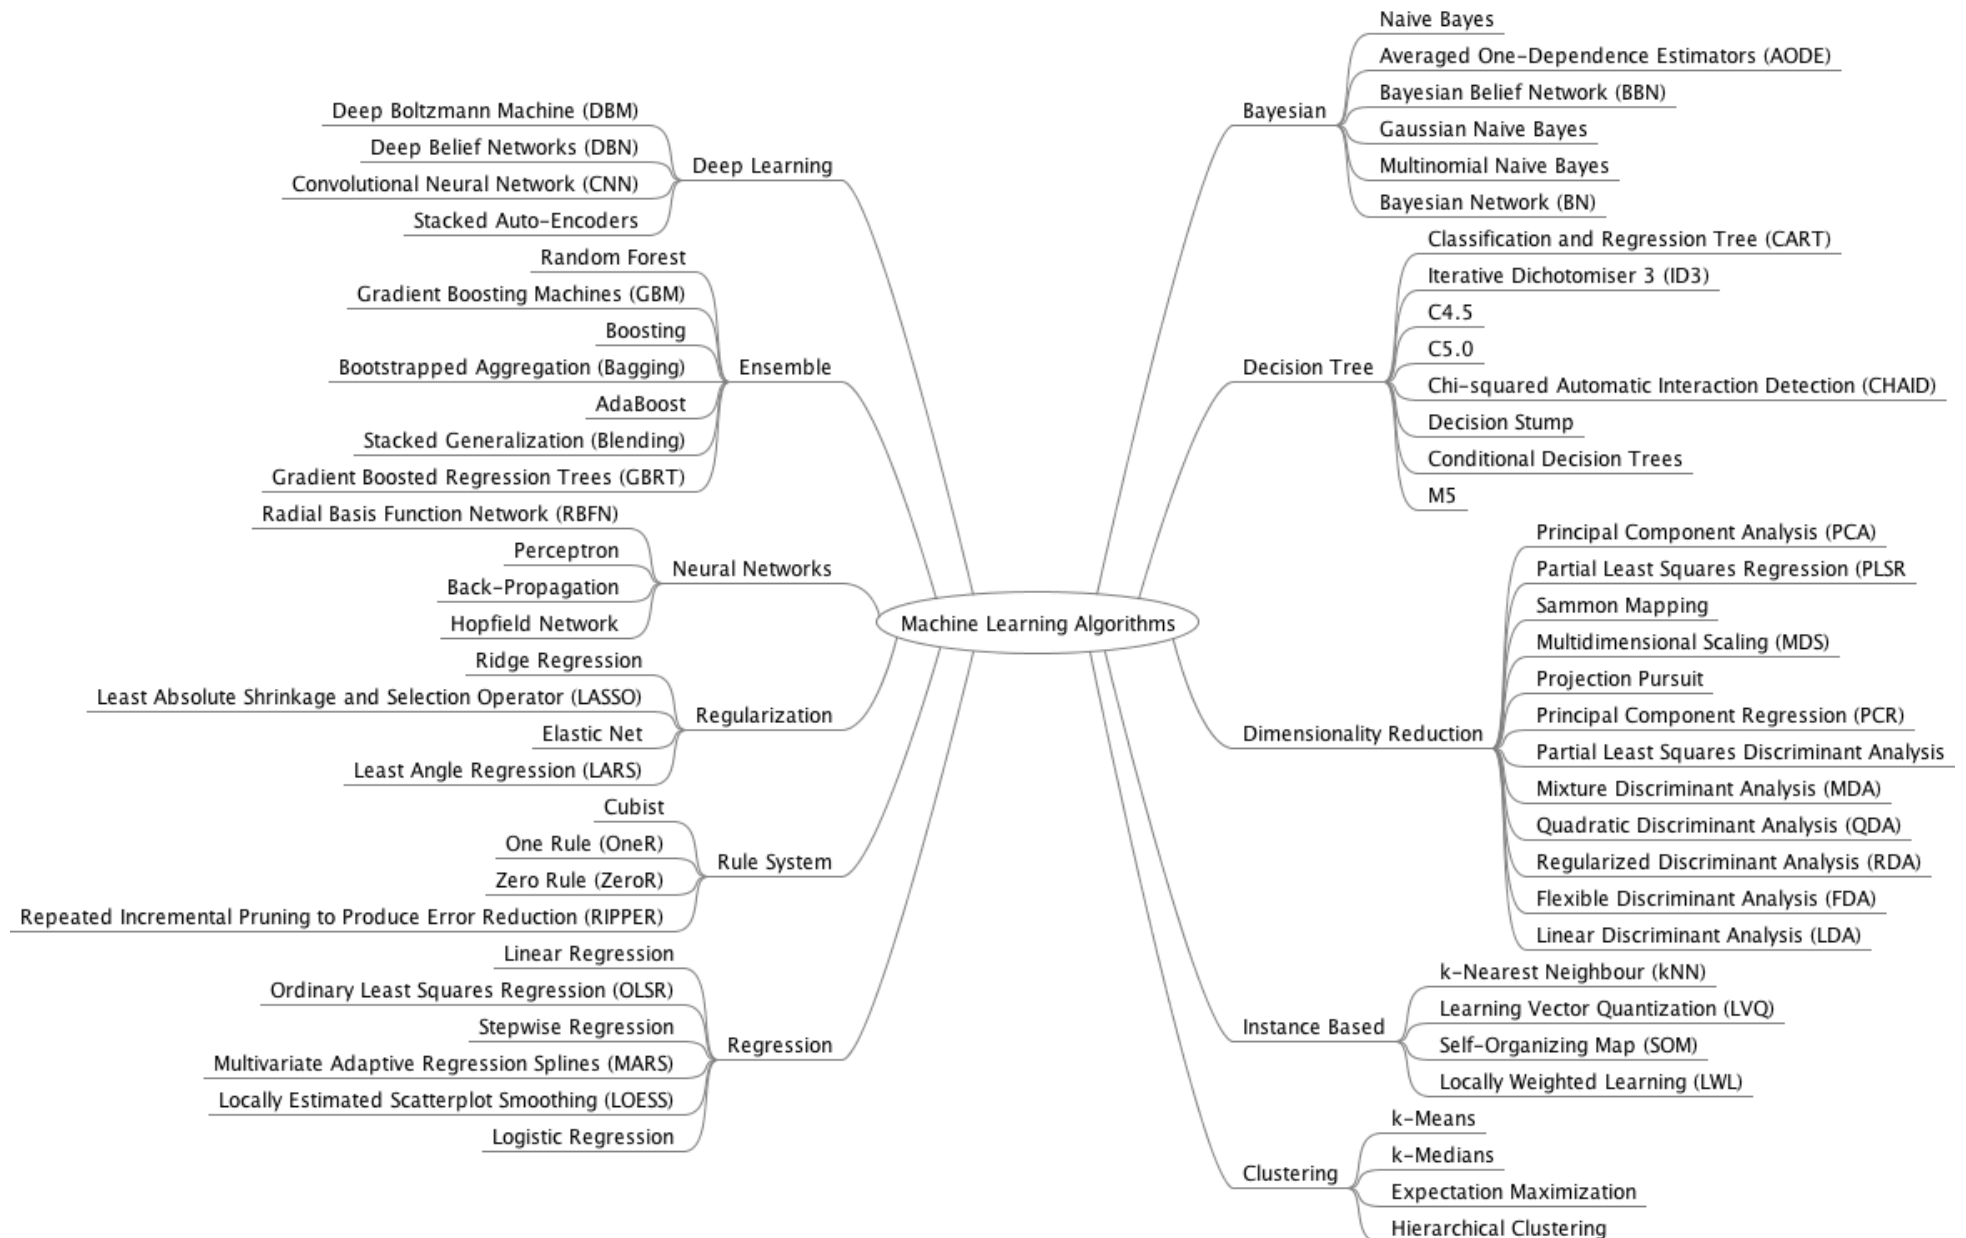 Machine Learning Algorithms
Deep Learning
Deep Boltzmann Machine (DBM)
Deep Belief Networks (DBN)
Convolutional Neural Network (CNN)
Stacked Auto-Encoders
Ensemble
Random Forest
Gradient Boosting Machines (GBM)
Boosting
Bootstrapped Aggregation (Bagging)
AdaBoost
Stacked Generalization (Blending)
Gradient Boosted Regression Trees (GBRT)
Neural Networks
Radial Basis Function Network (RBFN)
Perceptron
Back-Propagation
Hopfield Network
Regularization
Ridge Regression
Least Absolute Shrinkage and Selection Operator (LASSO)
Elastic Net
Least Angle Regression (LARS)
Rule System
Cubist
One Rule (OneR)
Zero Rule (ZeroR)
Repeated Incremental Pruning to Produce Error Reduction (RIPPER)
Regression
Linear Regression
Ordinary Least Squares Regression (OLSR)
Stepwise Regression
Multivariate Adaptive Regression Splines (MARS)
Locally Estimated Scatterplot Smoothing (LOESS)
Logistic Regression
Bayesian
Naive Bayes
Averaged One-Dependence Estimators (AODE)
Bayesian Belief Network (BBN)
Gaussian Naive Bayes
Multinomial Naive Bayes
Bayesian Network (BN)
Decision Tree
Classification and Regression Tree (CART)
Iterative Dichotomiser 3 (ID3)
C4.5
C5.0
Chi-squared Automatic Interaction Detection (CHAID)
Decision Stump
Conditional Decision Trees
M5
Dimensionality Reduction
Principal Component Analysis (PCA)
Partial Least Squares Regression (PLSR
Sammon Mapping
Multidimensional Scaling (MDS)
Projection Pursuit
Principal Component Regression (PCR)
Partial Least Squares Discriminant Analysis
Mixture Discriminant Analysis (MDA)
Quadratic Discriminant Analysis (QDA)
Regularized Discriminant Analysis (RDA)
Flexible Discriminant Analysis (FDA)
Linear Discriminant Analysis (LDA)
Instance Based
k-Nearest Neighbour (kNN)
Learning Vector Quantization (LVQ)
Self-Organizing Map (SOM)
Locally Weighted Learning (LWL)
Clustering
k-Means
k-Medians
Expectation Maximization
Hierarchical Clustering